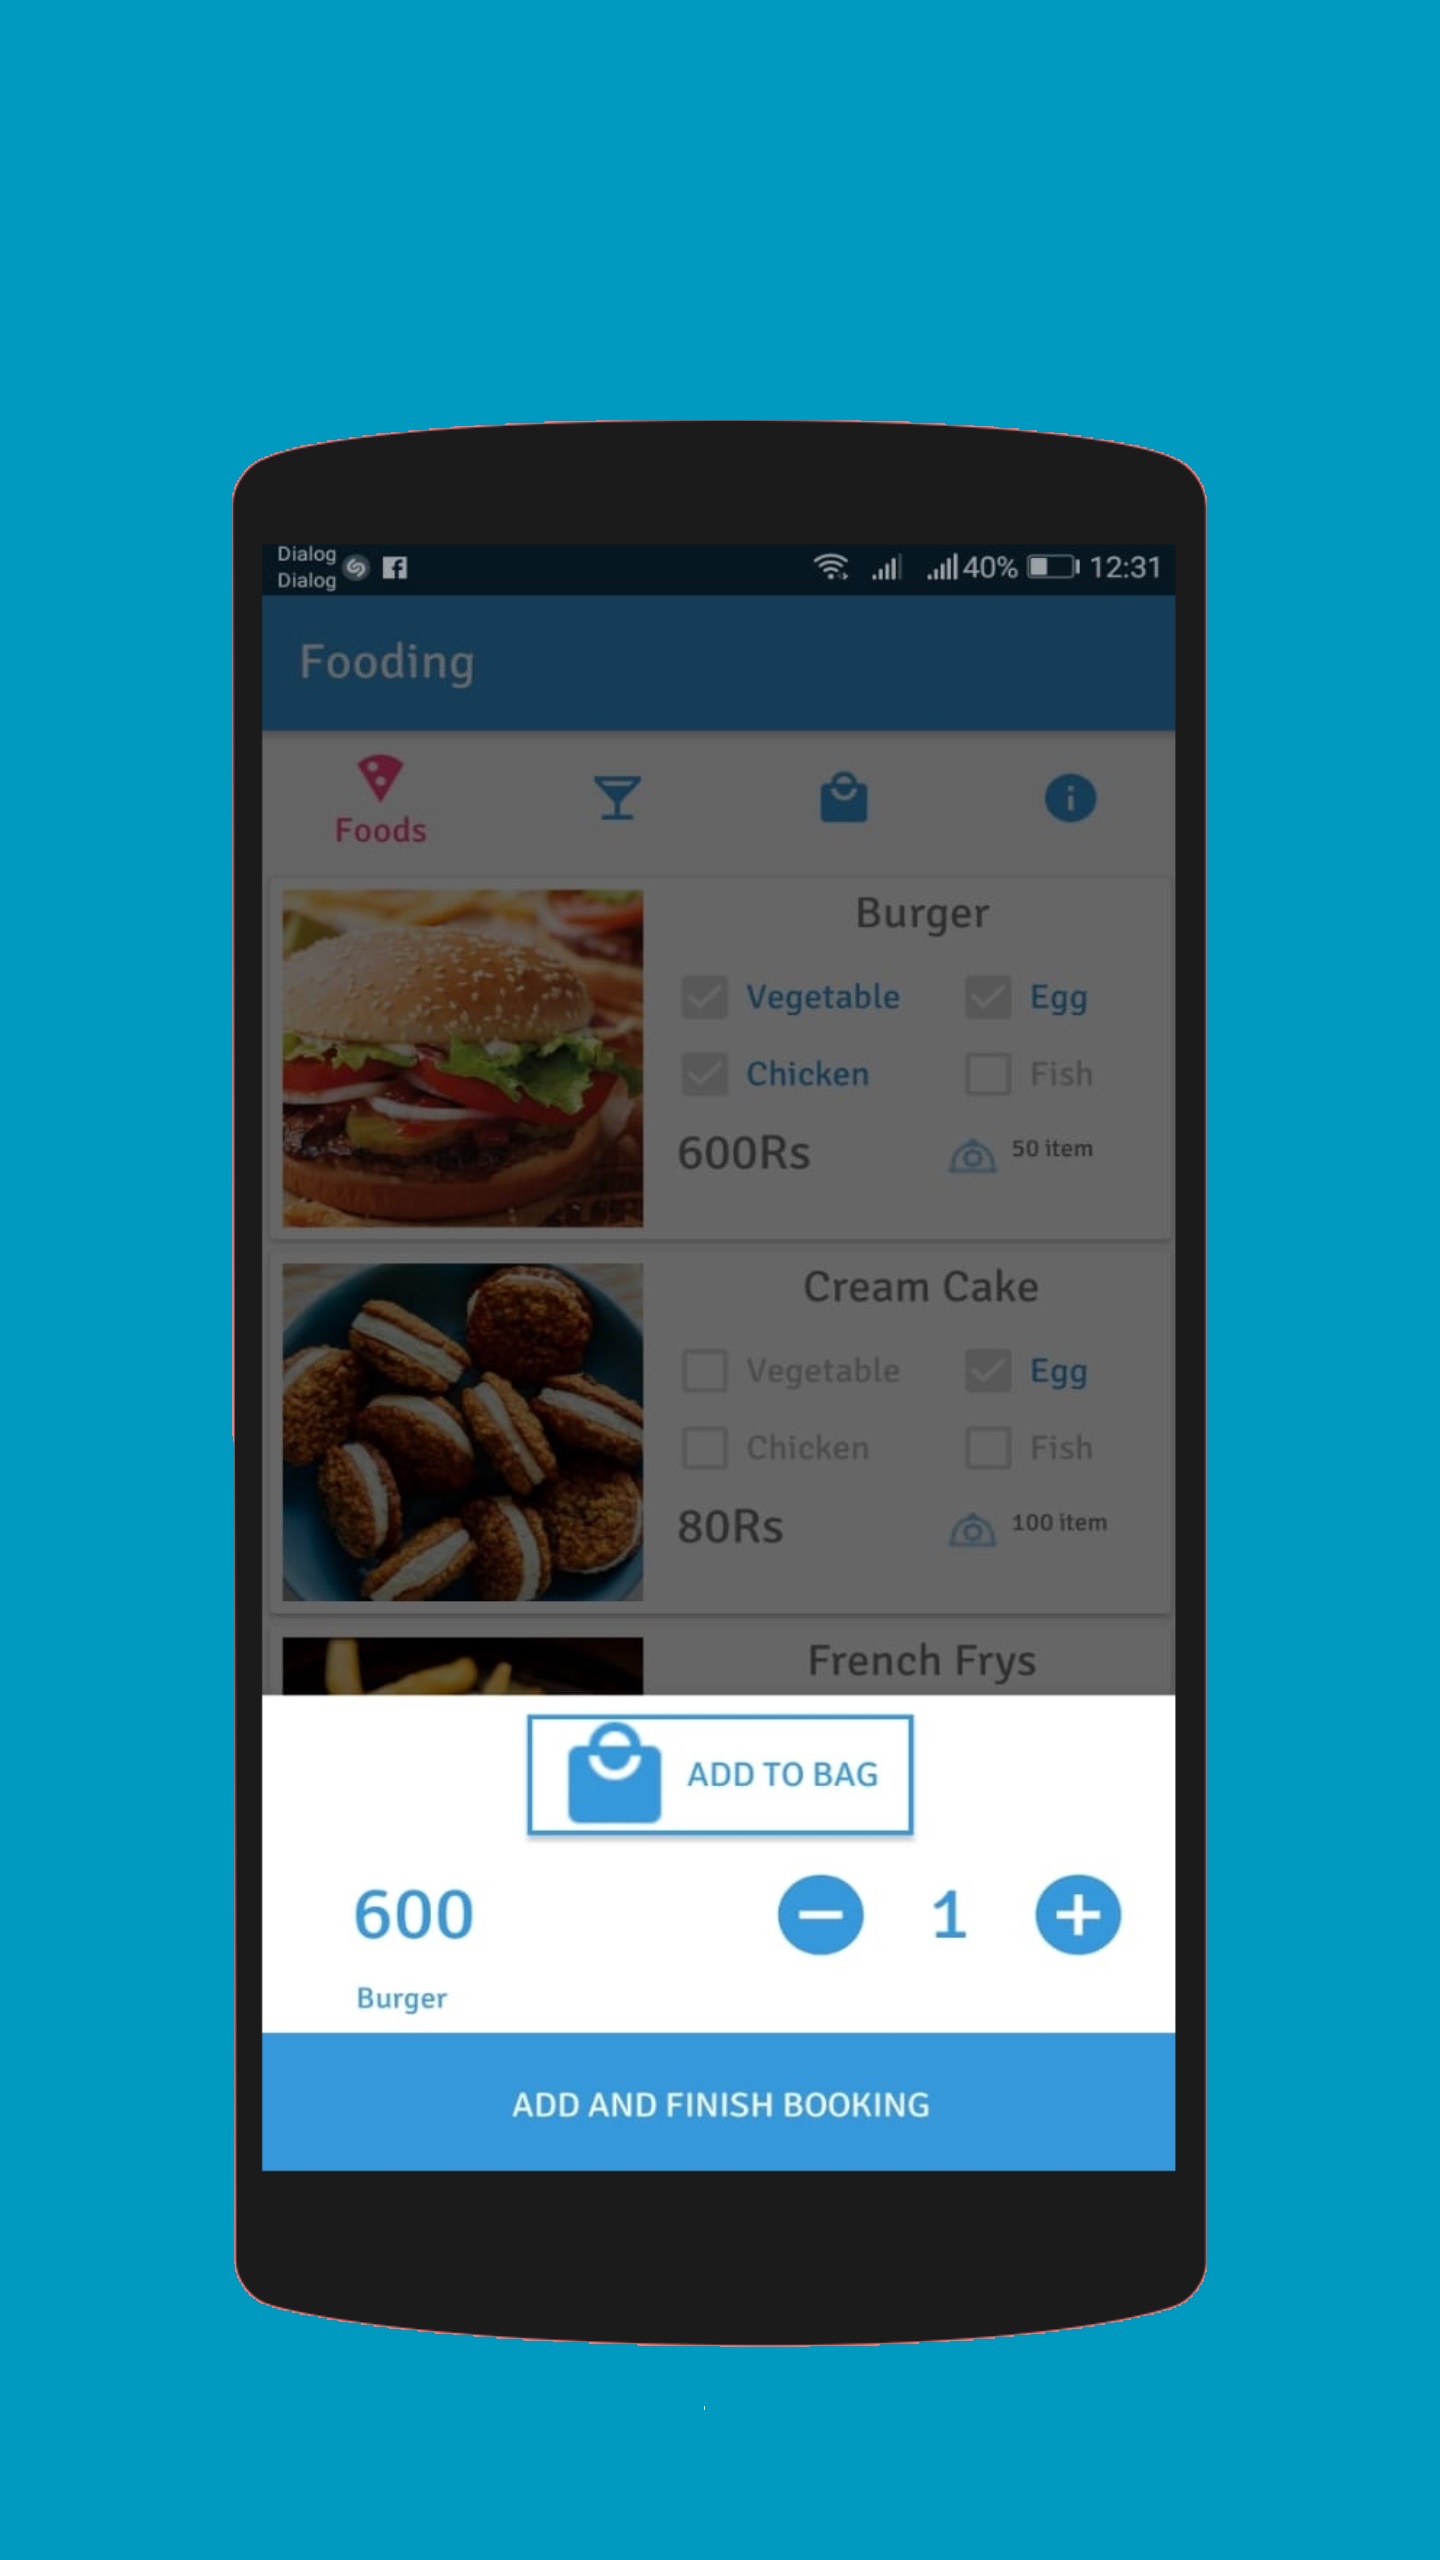 Dialog
Dialog
40% 12:31
Fooding
Foods
Burger
Vegetable Egg
Chicken Fish
600Rs 50 item
Cream Cake
Vegetable Egg
Chicken Fish
80Rs 100 item
French Frys
ADD TO BAG
600 1
Burger
ADD AND FINISH BOOKING